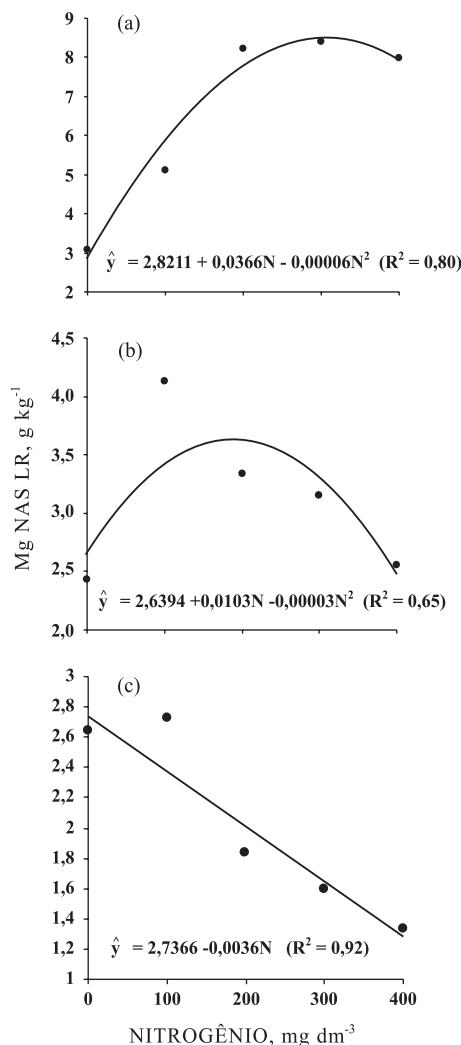 (a)
9
8
7
6
5
4
3
2
ŷ = 2,8211 + 0,0366N - 0,00006N² (R² = 0,80)
(b)
4,5
4,0
3,5
3,0
2,5
2,0
Mg NAS LR, g kg⁻¹
ŷ = 2,6394 +0,0103N -0,00003N² (R² = 0,65)
(c)
3
2,8
2,6
2,4
2,2
2
1,8
1,6
1,4
1,2
1
ŷ = 2,7366 -0,0036N (R² = 0,92)
0 100 200 300 400
NITROGÊNIO, mg dm⁻³